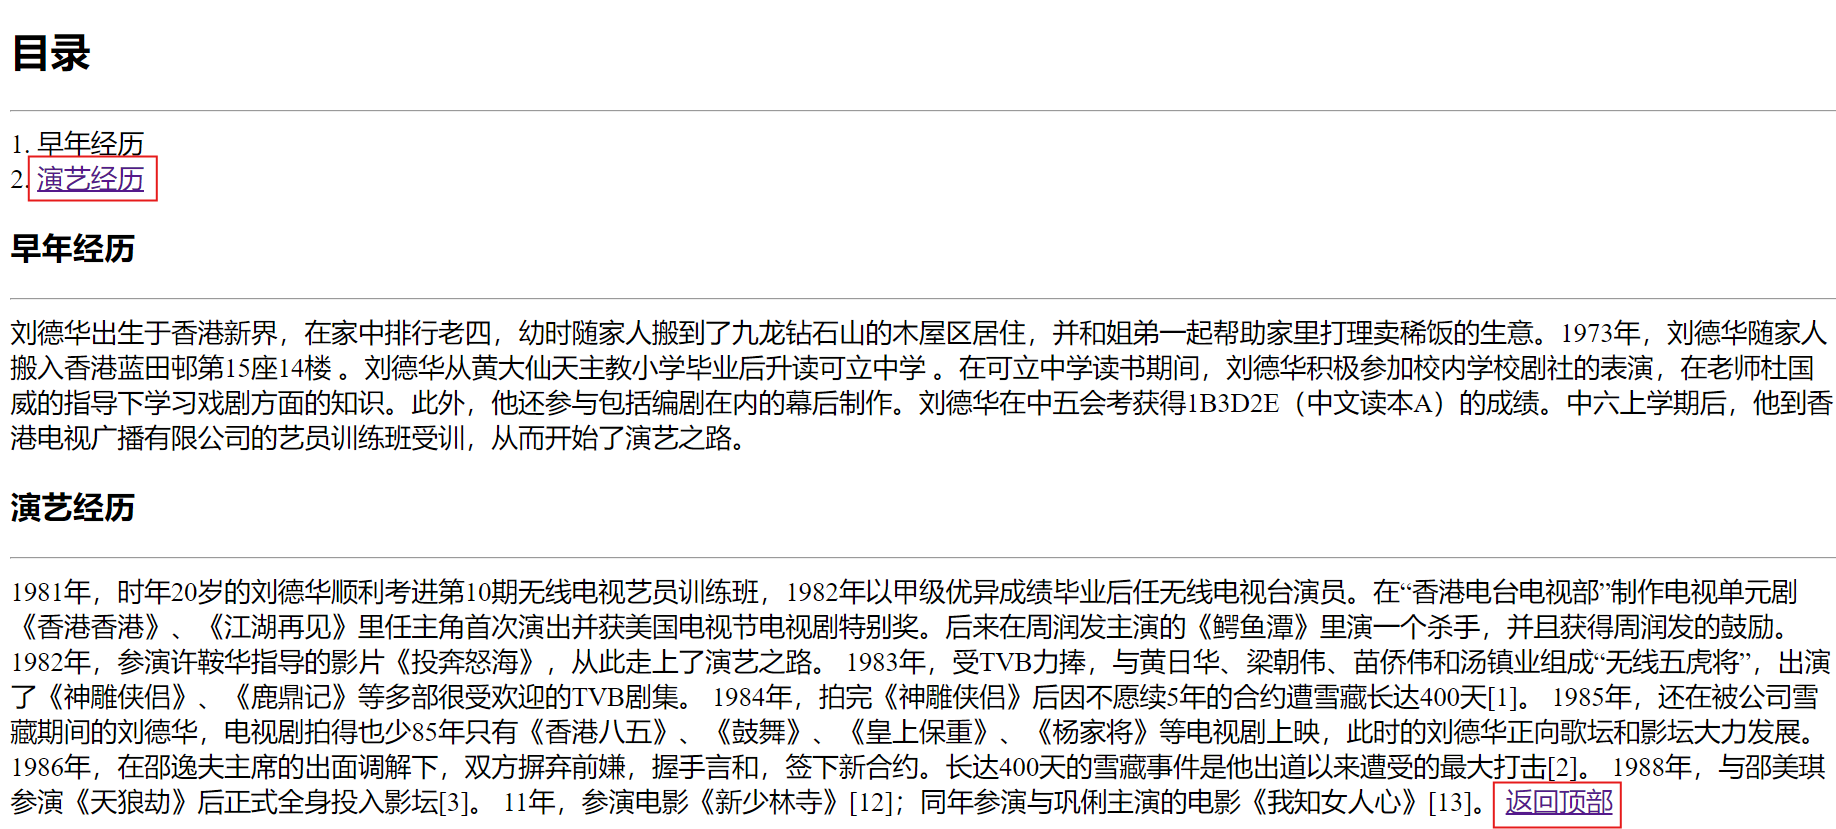 目录
1. 早年经历
2. 演艺经历
早年经历
刘德华出生于香港新界，在家中排行老四，幼时随家人搬到了九龙钻石山的木屋区居住，并和姐弟一起帮助家里打理卖稀饭的生意。1973年，刘德华随家人
搬入香港蓝田邨第15座14楼 。刘德华从黄大仙天主教小学毕业后升读可立中学 。在可立中学读书期间，刘德华积极参加校内学校剧社的表演，在老师杜国
威的指导下学习戏剧方面的知识。此外，他还参与包括编剧在内的幕后制作。刘德华在中五会考获得1B3D2E（中文读本A）的成绩。中六上学期后，他到香
港电视广播有限公司的艺员训练班受训，从而开始了演艺之路。
演艺经历
1981年，时年20岁的刘德华顺利考进第10期无线电视艺员训练班，1982年以甲级优异成绩毕业后任无线电视台演员。在“香港电台电视部”制作电视单元剧
《香港香港》、《江湖再见》里任主角首次演出并获美国电视节电视剧特别奖。后来在周润发主演的《鳄鱼潭》里演一个杀手，并且获得周润发的鼓励。
1982年，参演许鞍华指导的影片《投奔怒海》，从此走上了演艺之路。 1983年，受TVB力捧，与黄日华、梁朝伟、苗侨伟和汤镇业组成“无线五虎将”，出演
了《神雕侠侣》、《鹿鼎记》等多部很受欢迎的TVB剧集。 1984年，拍完《神雕侠侣》后因不愿续5年的合约遭雪藏长达400天[1]。 1985年，还在被公司雪
藏期间的刘德华，电视剧拍得也少85年只有《香港八五》、《鼓舞》、《皇上保重》、《杨家将》等电视剧上映，此时的刘德华正向歌坛和影坛大力发展。
1986年，在邵逸夫主席的出面调解下，双方摒弃前嫌，握手言和，签下新合约。长达400天的雪藏事件是他出道以来遭受的最大打击[2]。 1988年，与邵美琪
参演《天狼劫》后正式全身投入影坛[3]。 11年，参演电影《新少林寺》[12]；同年参演与巩俐主演的电影《我知女人心》[13]。 返回顶部